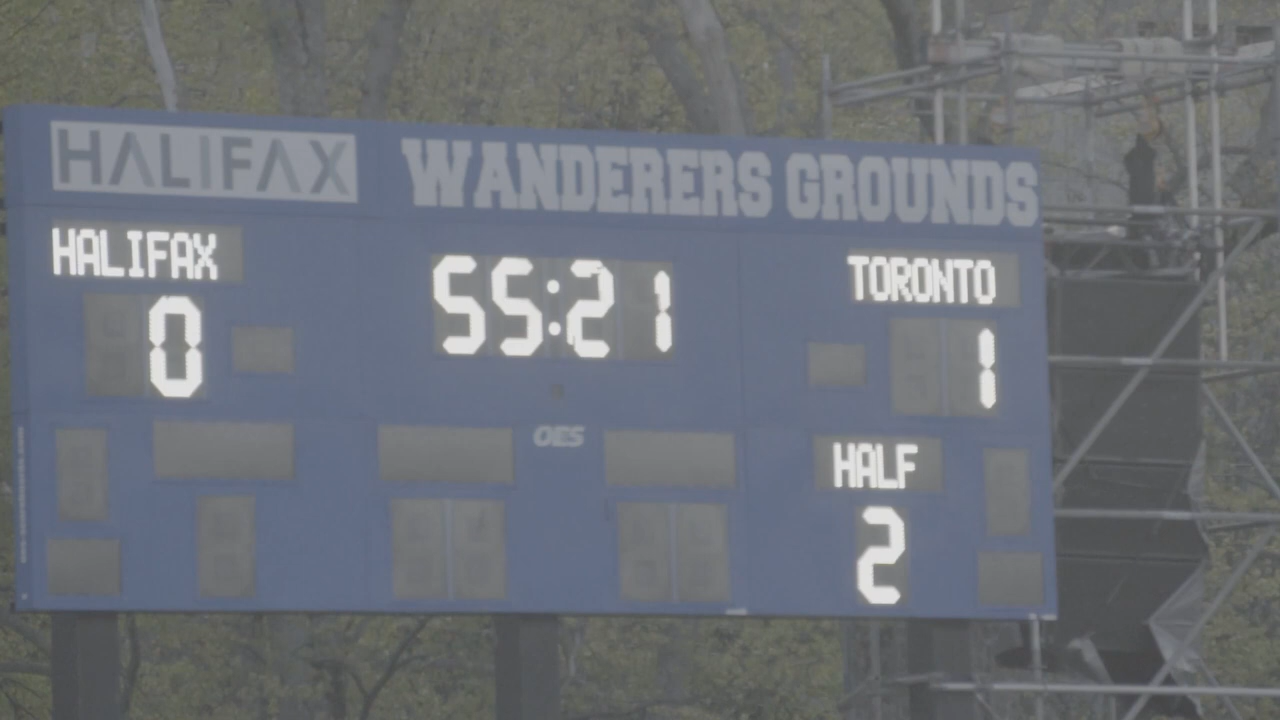 HALIFAX WANDERERS GROUNDS
HALIFAX 55:21 TORONTO
0 1
OES
HALF
2